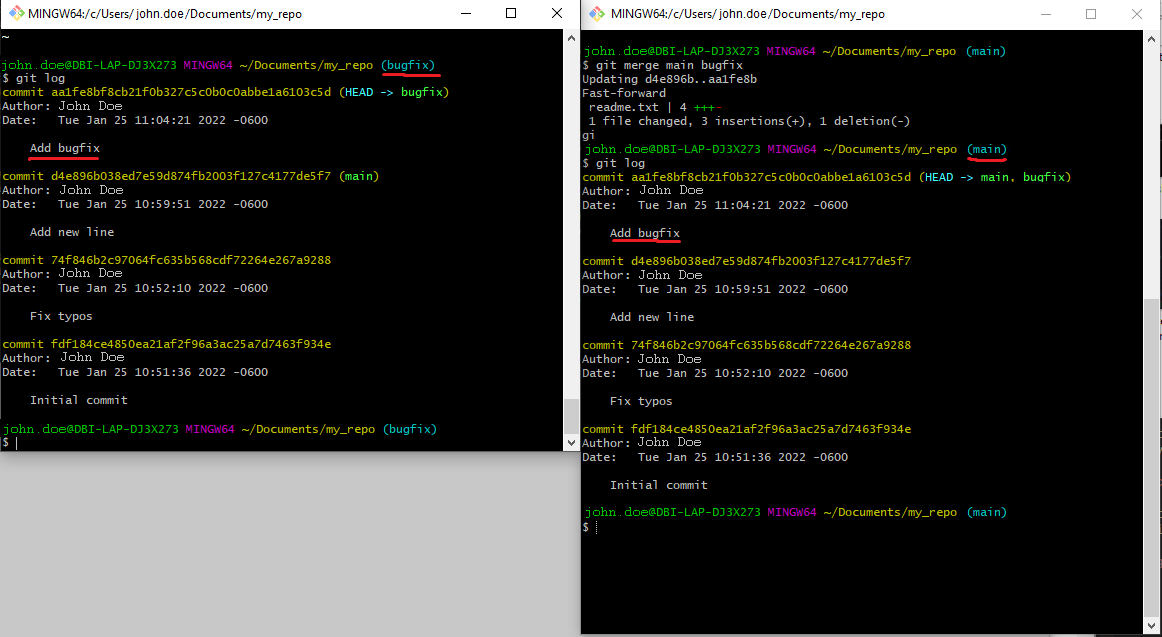 MINGW64:/c/Users/ john.doe /Documents/my_repo
~
john.doe@DBI-LAP-DJ3X273 MINGW64 ~/Documents/my_repo (bugfix)
$ git log
commit aa1fe8bf8cb21f0b327c5c0b0c0abbe1a6103c5d (HEAD -> bugfix)
Author: John Doe
Date:   Tue Jan 25 11:04:21 2022 -0600
Add bugfix
commit d4e896b038ed7e59d874fb2003f127c4177de5f7 (main)
Author: John Doe
Date:   Tue Jan 25 10:59:51 2022 -0600
Add new line
commit 74f846b2c97064fc635b568cdf72264e267a9288
Author: John Doe
Date:   Tue Jan 25 10:52:10 2022 -0600
Fix typos
commit fdf184ce4850ea21af2f96a3ac25a7d7463f934e
Author: John Doe
Date:   Tue Jan 25 10:51:36 2022 -0600
Initial commit
john.doe@DBI-LAP-DJ3X273 MINGW64 ~/Documents/my_repo (bugfix)
$
MINGW64:/c/Users/ john.doe /Documents/my_repo
john.doe@DBI-LAP-DJ3X273 MINGW64 ~/Documents/my_repo (main)
$ git merge main bugfix
Updating d4e896b..aa1fe8b
Fast-forward
readme.txt | 4 +++-
1 file changed, 3 insertions(+), 1 deletion(-)
gi
john.doe@DBI-LAP-DJ3X273 MINGW64 ~/Documents/my_repo (main)
$ git log
commit aa1fe8bf8cb21f0b327c5c0b0c0abbe1a6103c5d (HEAD -> main, bugfix)
Author: John Doe
Date:   Tue Jan 25 11:04:21 2022 -0600
Add bugfix
commit d4e896b038ed7e59d874fb2003f127c4177de5f7
Author: John Doe
Date:   Tue Jan 25 10:59:51 2022 -0600
Add new line
commit 74f846b2c97064fc635b568cdf72264e267a9288
Author: John Doe
Date:   Tue Jan 25 10:52:10 2022 -0600
Fix typos
commit fdf184ce4850ea21af2f96a3ac25a7d7463f934e
Author: John Doe
Date:   Tue Jan 25 10:51:36 2022 -0600
Initial commit
john.doe@DBI-LAP-DJ3X273 MINGW64 ~/Documents/my_repo (main)
$